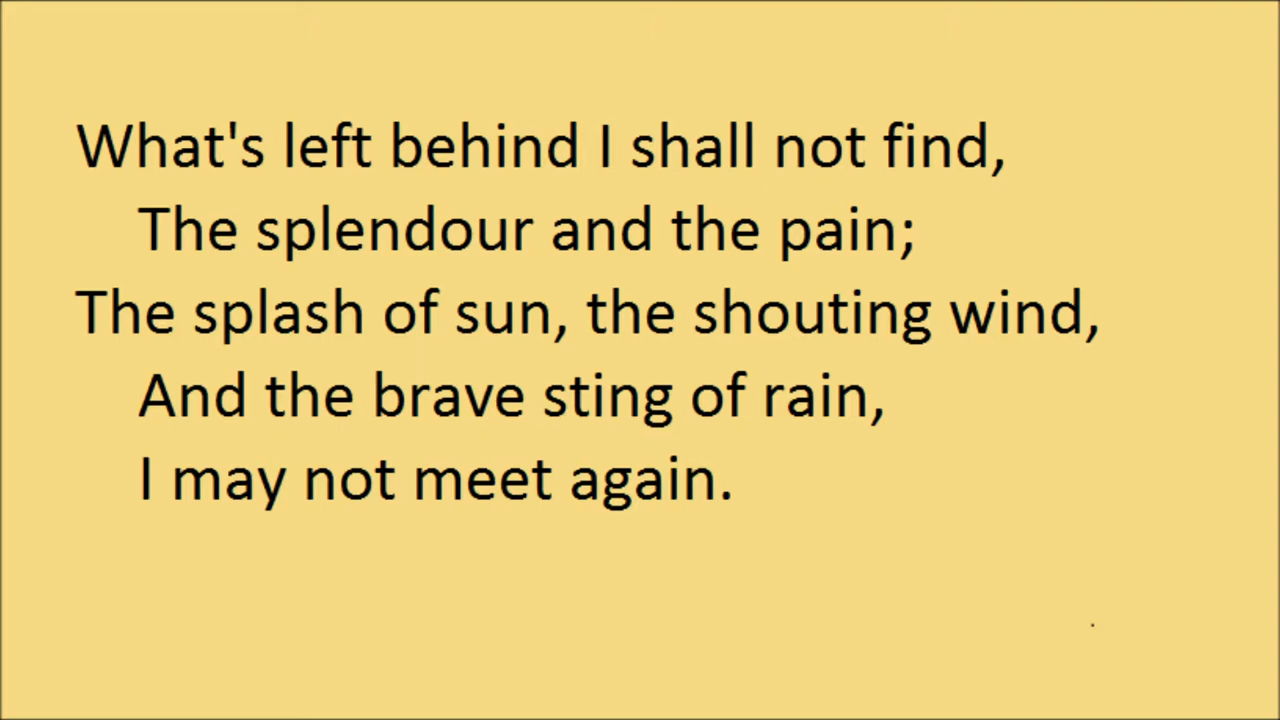 What's left behind I shall not find,
The splendour and the pain;
The splash of sun, the shouting wind,
And the brave sting of rain,
I may not meet again.